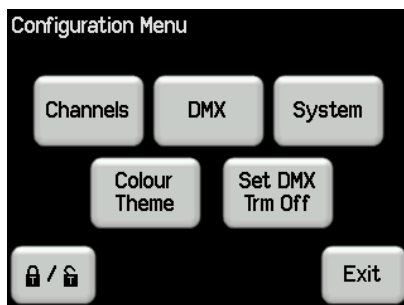 Configuration Menu
Channels DMX System
Colour Theme
Set DMX Trm Off
/
Exit